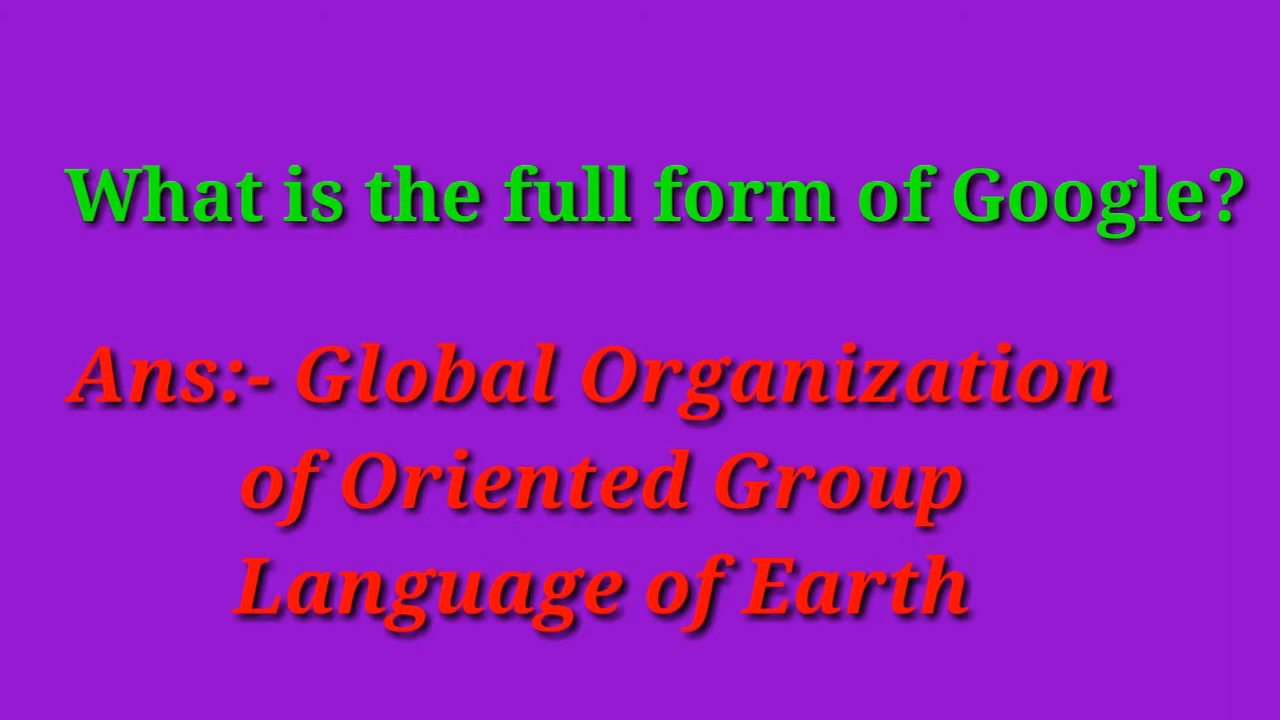 What is the full form of Google?
Ans:- Global Organization
of Oriented Group
Language of Earth